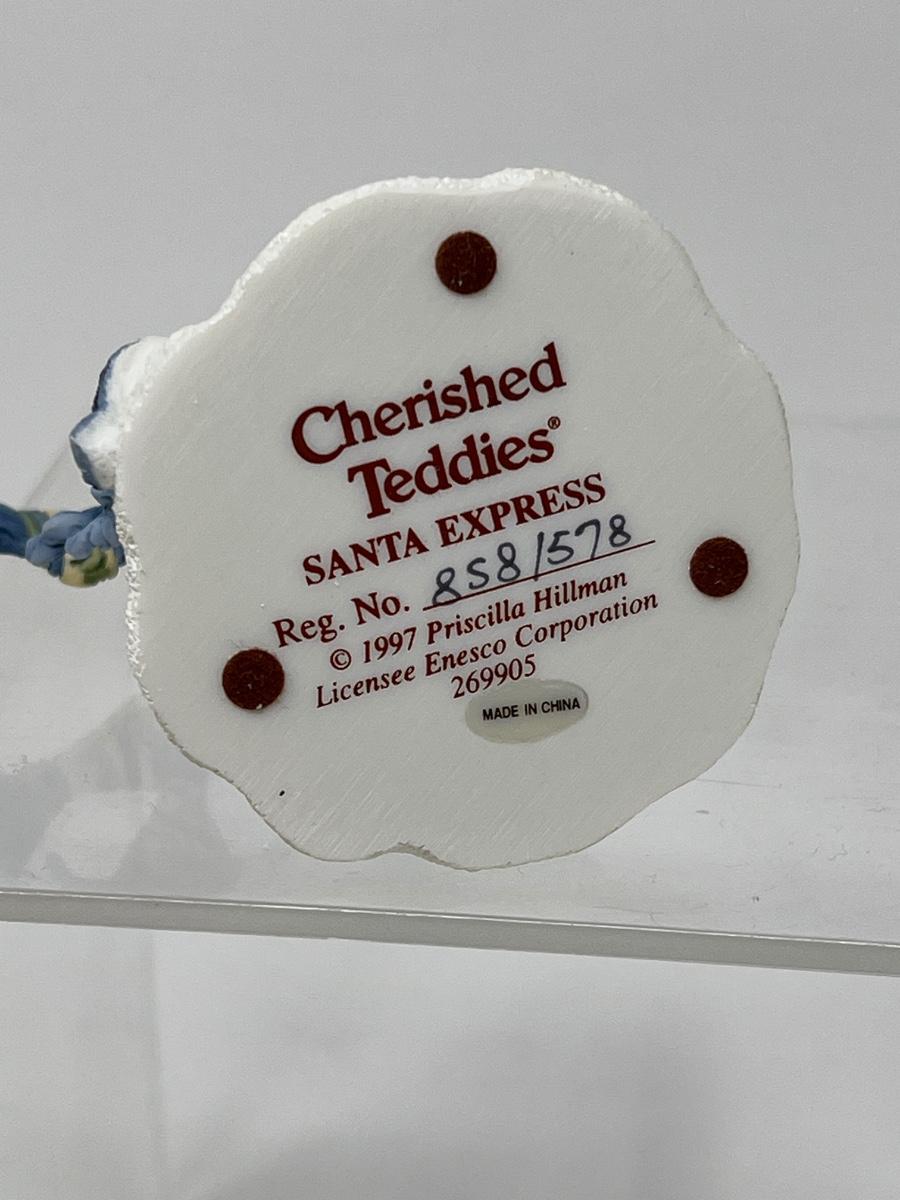 Cherished
Teddies®
SANTA EXPRESS
Reg. No. 858/578
© 1997 Priscilla Hillman
Licensee Enesco Corporation
269905
MADE IN CHINA